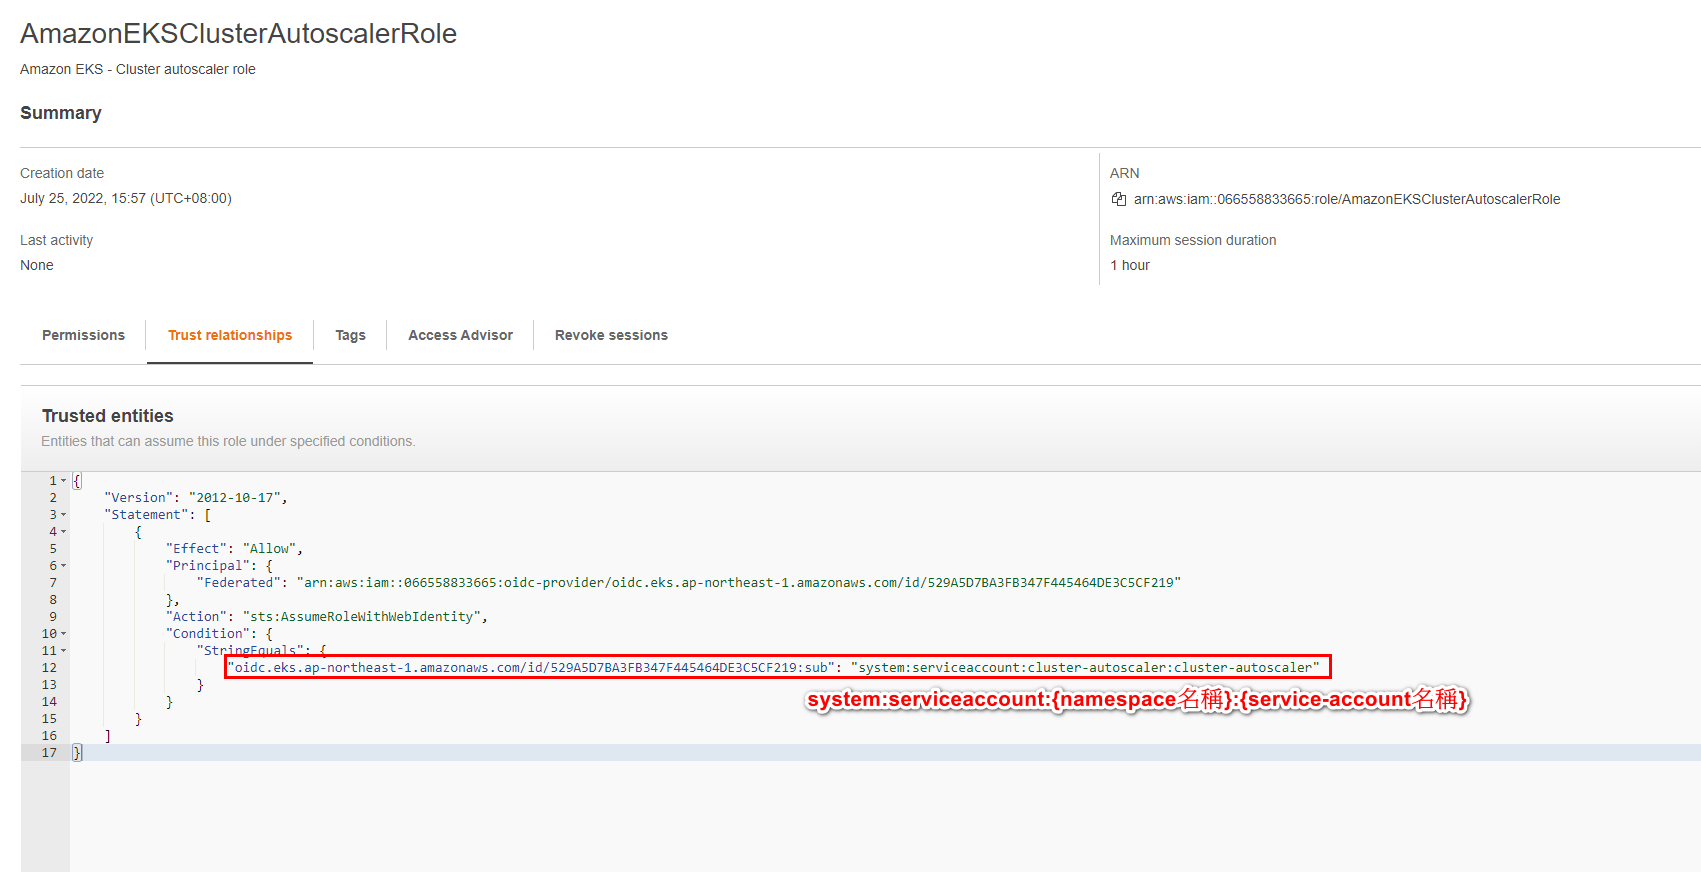 AmazonEKSClusterAutoscalerRole
Amazon EKS - Cluster autoscaler role
Summary
Creation date
July 25, 2022, 15:57 (UTC+08:00)
ARN
arn:aws:iam::066558833665:role/AmazonEKSClusterAutoscalerRole
Last activity
None
Maximum session duration
1 hour
Permissions Trust relationships Tags Access Advisor Revoke sessions
Trusted entities
Entities that can assume this role under specified conditions.
1 {
2 "Version": "2012-10-17",
3 "Statement": [
4 {
5 "Effect": "Allow",
6 "Principal": {
7 "Federated": "arn:aws:iam::066558833665:oidc-provider/oidc.eks.ap-northeast-1.amazonaws.com/id/529A5D7BA3FB347F445464DE3C5CF219"
8 },
9 "Action": "sts:AssumeRoleWithWebIdentity",
10 "Condition": {
11 "StringEquals": {
12 "oidc.eks.ap-northeast-1.amazonaws.com/id/529A5D7BA3FB347F445464DE3C5CF219:sub": "system:serviceaccount:cluster-autoscaler:cluster-autoscaler"
13 }
system:serviceaccount:{namespace名稱}:{service-account名稱}
14 }
15 }
16 ]
17 }